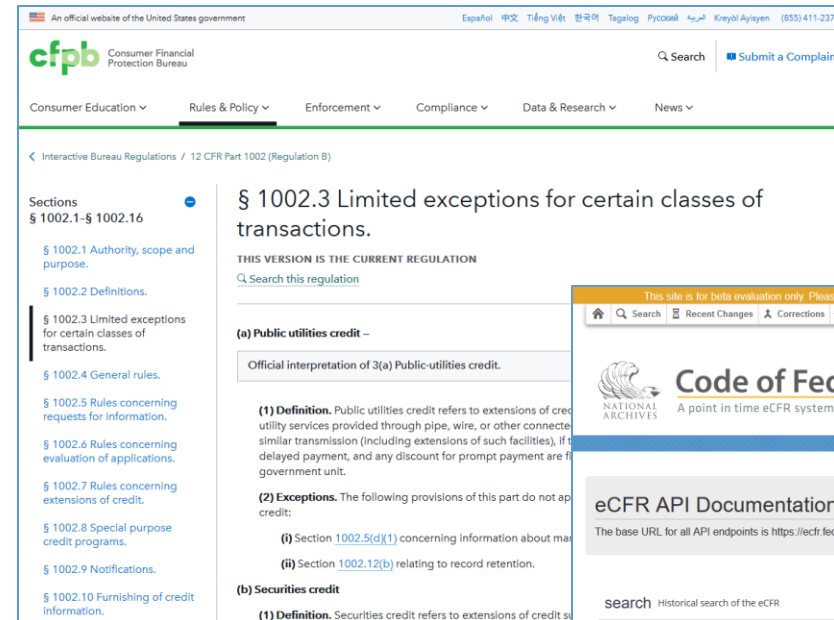 An official website of the United States government
Español 中文 Tiếng Việt 한국어 Tagalog Русский العربية Kreyòl Ayisyen (855) 411-237
cfpb Consumer Financial
Protection Bureau
Search Submit a Complain
Consumer Education Rules & Policy Enforcement Compliance Data & Research News
Interactive Bureau Regulations / 12 CFR Part 1002 (Regulation B)
Sections
§ 1002.1-§ 1002.16
§ 1002.1 Authority, scope and
purpose.
§ 1002.2 Definitions.
§ 1002.3 Limited exceptions
for certain classes of
transactions.
§ 1002.4 General rules.
§ 1002.5 Rules concerning
requests for information.
§ 1002.6 Rules concerning
evaluation of applications.
§ 1002.7 Rules concerning
extensions of credit.
§ 1002.8 Special purpose
credit programs.
§ 1002.9 Notifications.
§ 1002.10 Furnishing of credit
information.
§ 1002.3 Limited exceptions for certain classes of
transactions.
THIS VERSION IS THE CURRENT REGULATION
Search this regulation
(a) Public utilities credit –
Official interpretation of 3(a) Public-utilities credit.
(1) Definition. Public utilities credit refers to extensions of cred
utility services provided through pipe, wire, or other connecte
similar transmission (including extensions of such facilities), if t
delayed payment, and any discount for prompt payment are fi
government unit.
(2) Exceptions. The following provisions of this part do not ap
credit:
(i) Section 1002.5(d)(1) concerning information about mar
(ii) Section 1002.12(b) relating to record retention.
(b) Securities credit
(1) Definition. Securities credit refers to extensions of credit su
This site is for beta evaluation only. Pleas
Search Recent Changes Corrections
NATIONAL
ARCHIVES
Code of Fed
A point in time eCFR system
eCFR API Documentation
The base URL for all API endpoints is https://ecfr.fed
search Historical search of the eCFR